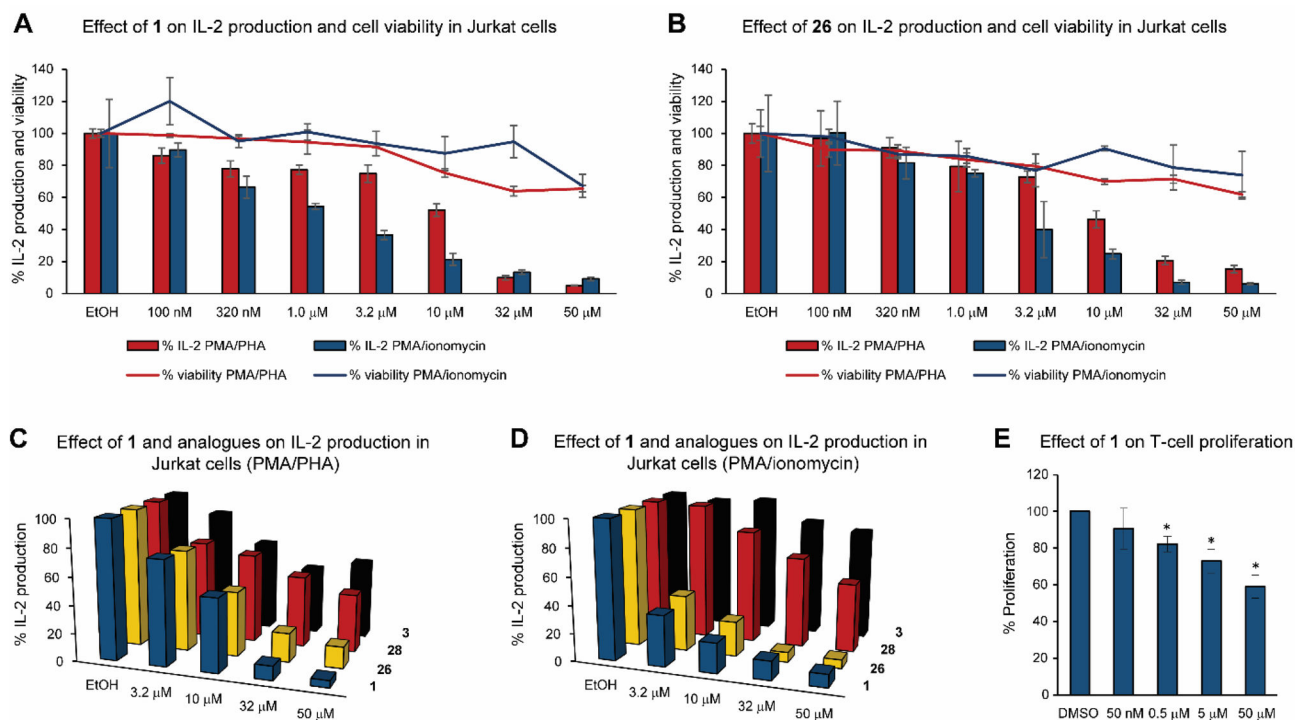 A
Effect of 1 on IL-2 production and cell viability in Jurkat cells
% IL-2 production and viability
140
120
100
80
60
40
20
0
EtOH 100 nM 320 nM 1.0 µM 3.2 µM 10 µM 32 µM 50 µM
% IL-2 PMA/PHA
% IL-2 PMA/ionomycin
% viability PMA/PHA
% viability PMA/ionomycin
B
Effect of 26 on IL-2 production and cell viability in Jurkat cells
% IL-2 production and viability
140
120
100
80
60
40
20
0
EtOH 100 nM 320 nM 1.0 µM 3.2 µM 10 µM 32 µM 50 µM
% IL-2 PMA/PHA
% IL-2 PMA/ionomycin
% viability PMA/PHA
% viability PMA/ionomycin
C
Effect of 1 and analogues on IL-2 production in
Jurkat cells (PMA/PHA)
% IL-2 production
100
80
60
40
20
0
EtOH
3.2 µM
10 µM
32 µM
50 µM
3
28
26
1
D
Effect of 1 and analogues on IL-2 production in
Jurkat cells (PMA/ionomycin)
% IL-2 production
100
80
60
40
20
0
EtOH
3.2 µM
10 µM
32 µM
50 µM
3
28
26
1
E
Effect of 1 on T-cell proliferation
% Proliferation
120
100
80
60
40
20
0
* * *
DMSO 50 nM 0.5 µM 5 µM 50 µM